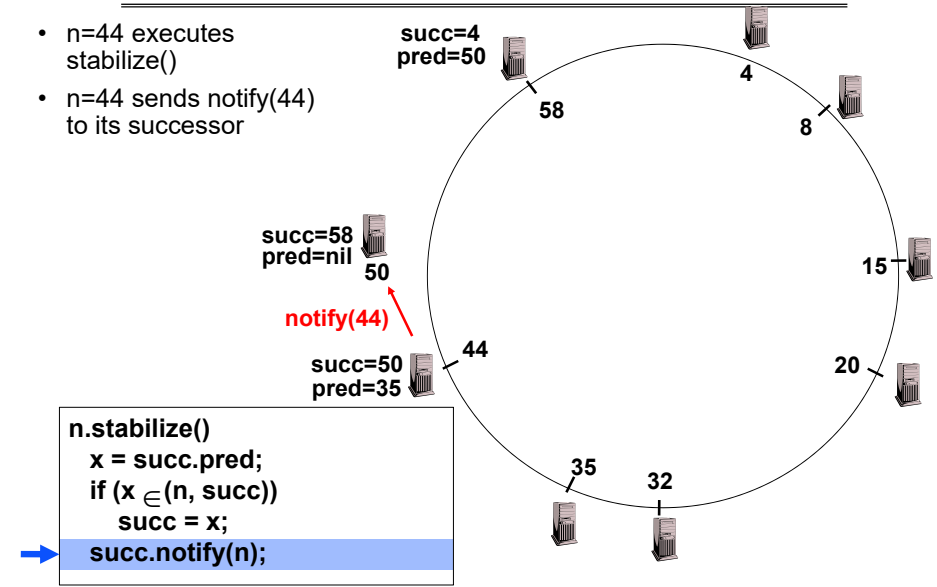 • n=44 executes
stabilize()
• n=44 sends notify(44)
to its successor
succ=4
pred=50
58
4
8
succ=58
pred=nil
50
15
notify(44)
44
succ=50
pred=35
20
35
32
n.stabilize()
x = succ.pred;
if (x ∈ (n, succ))
succ = x;
succ.notify(n);